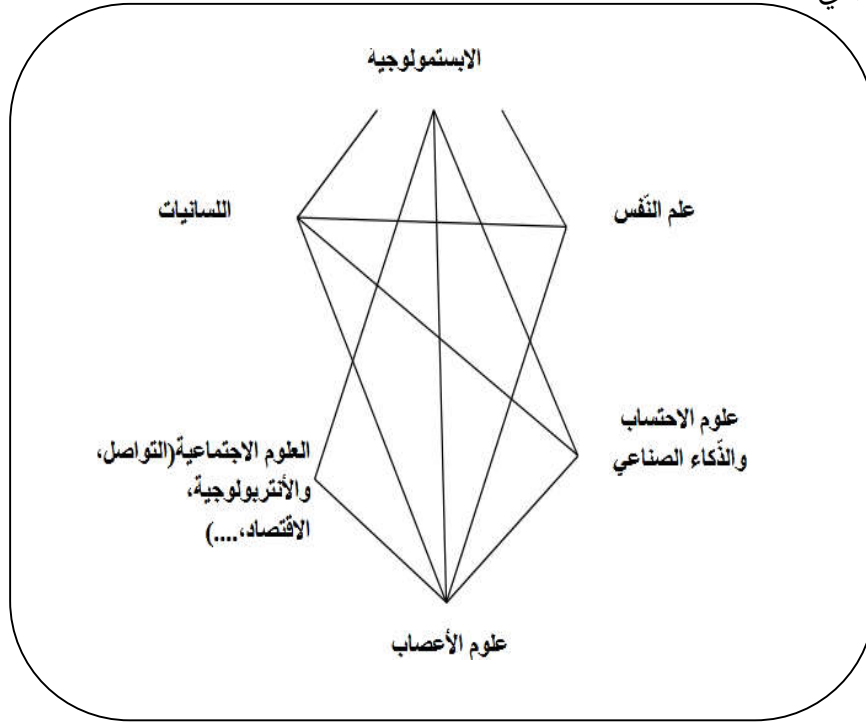 الابستمولوجية
علم النّفس
اللسانيات
علوم الاحتساب
والذّكاء الصناعي
العلوم الاجتماعية(التواصل،
والأنتربولوجية،
الاقتصاد،....)
علوم الأعصاب